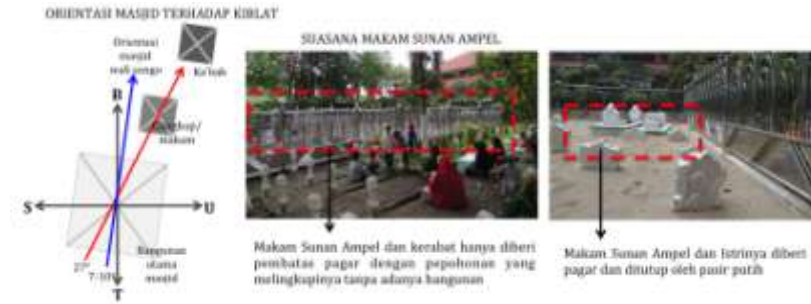 ORIENTASI MASJID TERHADAP KIBLAT
Orientasi
masjid
wali songo
Ka'bah
B
makam
S
U
Bangunan
utama
masjid
27°
T
SUASANA MAKAM SUNAN AMPEL
Makam Sunan Ampel dan kerabat hanya diberi
pembatas pagar dengan pepohonan yang
melingkupinya tanpa adanya bangunan
Makam Sunan Ampel dan Istrinya diberi
pagar dan ditutup oleh pasir putih